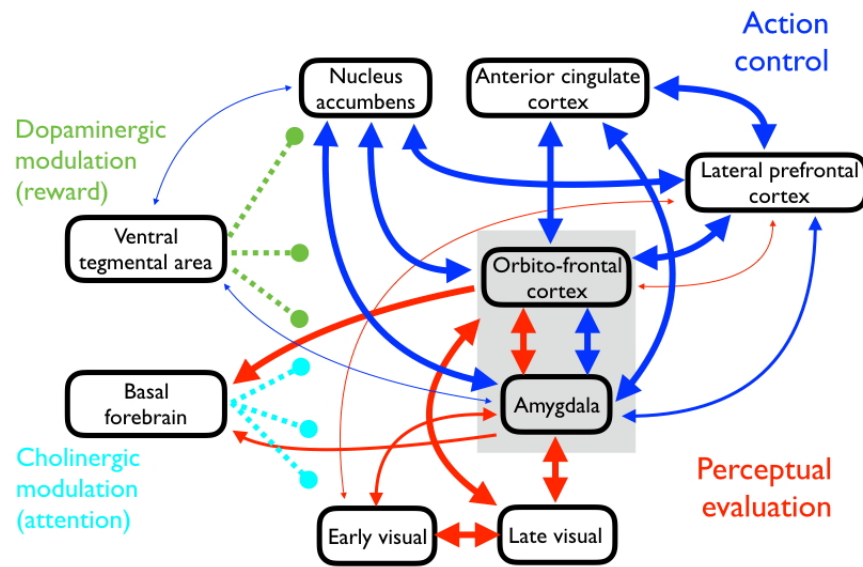 Action
control
Nucleus
accumbens
Anterior cingulate
cortex
Dopaminergic
modulation
(reward)
Lateral prefrontal
cortex
Ventral
tegmental area
Orbito-frontal
cortex
Basal
forebrain
Amygdala
Cholinergic
modulation
(attention)
Perceptual
evaluation
Early visual
Late visual